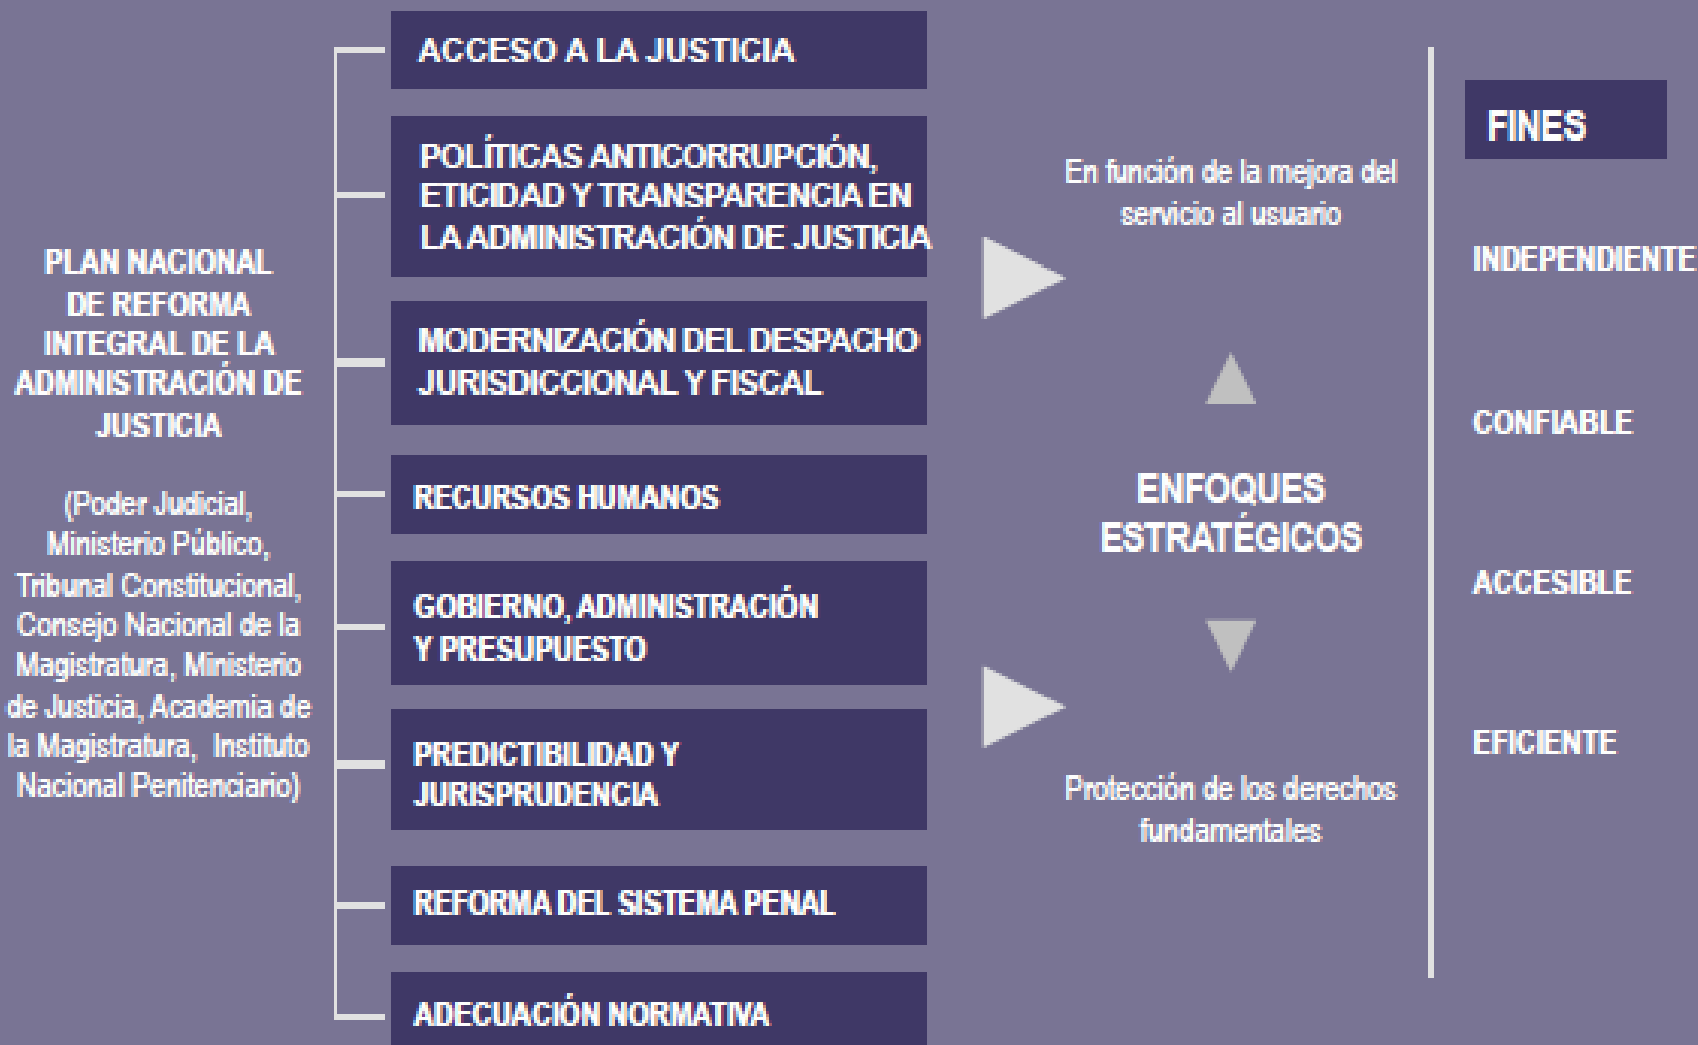 PLAN NACIONAL
DE REFORMA
INTEGRAL DE LA
ADMINISTRACIÓN DE
JUSTICIA
(Poder Judicial,
Ministerio Público,
Tribunal Constitucional,
Consejo Nacional de la
Magistratura, Ministerio
de Justicia, Academia de
la Magistratura, Instituto
Nacional Penitenciario)
ACCESO A LA JUSTICIA
POLÍTICAS ANTICORRUPCIÓN,
ETICIDAD Y TRANSPARENCIA EN
LA ADMINISTRACIÓN DE JUSTICIA
MODERNIZACIÓN DEL DESPACHO
JURISDICCIONAL Y FISCAL
RECURSOS HUMANOS
GOBIERNO, ADMINISTRACIÓN
Y PRESUPUESTO
PREDICTIBILIDAD Y
JURISPRUDENCIA
REFORMA DEL SISTEMA PENAL
ADECUACIÓN NORMATIVA
En función de la mejora del
servicio al usuario
ENFOQUES
ESTRATÉGICOS
Protección de los derechos
fundamentales
FINES
INDEPENDIENTE
CONFIABLE
ACCESIBLE
EFICIENTE